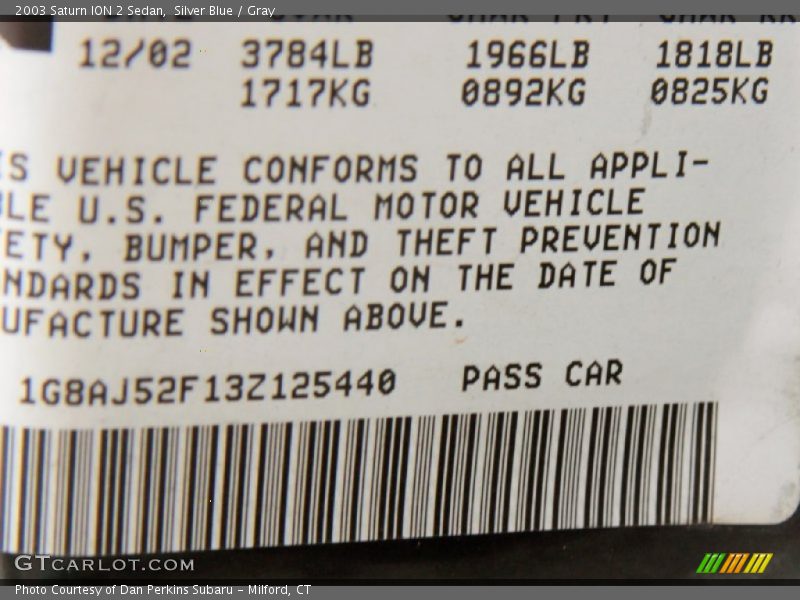 2003 Saturn ION 2 Sedan, Silver Blue / Gray
12/02 3784LB 1966LB 1818LB
1717KG 0892KG 0825KG
VEHICLE CONFORMS TO ALL APPLI-
U.S. FEDERAL MOTOR VEHICLE
ETY, BUMPER, AND THEFT PREVENTION
NDARDS IN EFFECT ON THE DATE OF
UFACTURE SHOWN ABOVE.
1G8AJ52F13Z125440 PASS CAR
GTCARLOT.COM
Photo Courtesy of Dan Perkins Subaru - Milford, CT